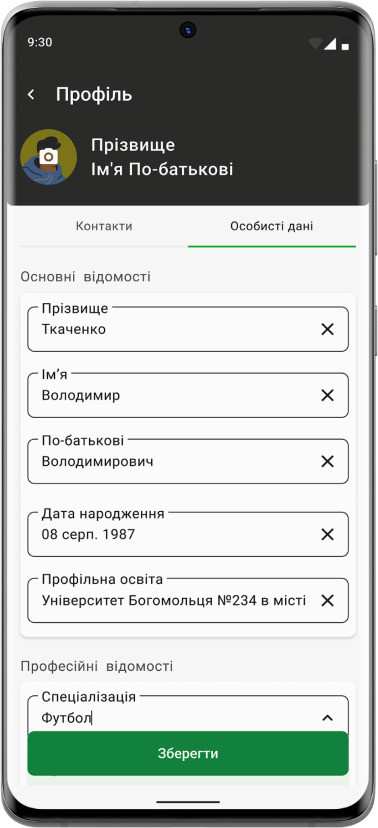 9:30
Профіль
Прізвище
Ім'я По-батькові
Контакти
Особисті дані
Основні відомості
Прізвище
Ткаченко
Ім’я
Володимир
По-батькові
Володимирович
Дата народження
08 серп. 1987
Профільна освіта
Університет Богомольця №234 в місті
Професійні відомості
Спеціалізація
Футбол
Зберегти